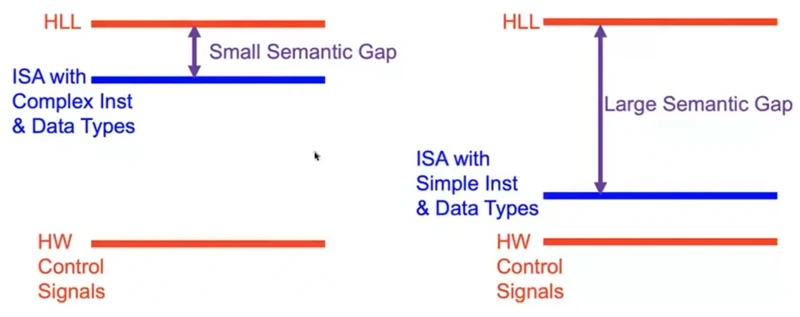 HLL
Small Semantic Gap
ISA with
Complex Inst
& Data Types
HW
Control
Signals
HLL
Large Semantic Gap
ISA with
Simple Inst
& Data Types
HW
Control
Signals